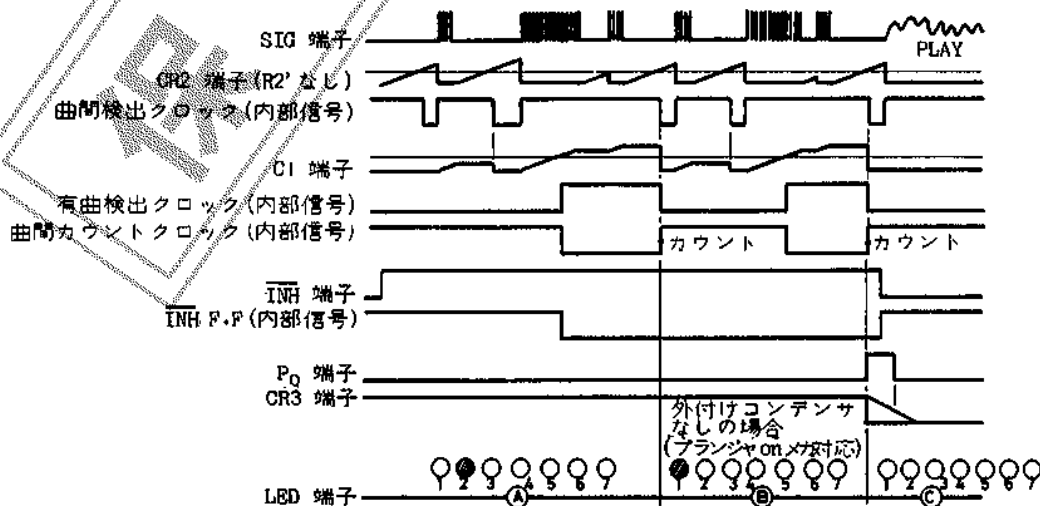 SIG 端子
PLAY
CR2 端子(R2'なし)
曲間検出クロック(内部信号)
CI 端子
有曲検出クロック(内部信号)
曲間カウントクロック(内部信号)
カウント
カウント
INH 端子
INH F.F(内部信号)
PQ 端子
CR3 端子
外付けコンデンサ
なしの場合
(プランジャonメカ対応)
1 2 3 4 5 6 7
1 2 3 4 5 6 7
1 2 3 4 5 6 7
LED 端子
A
B
C